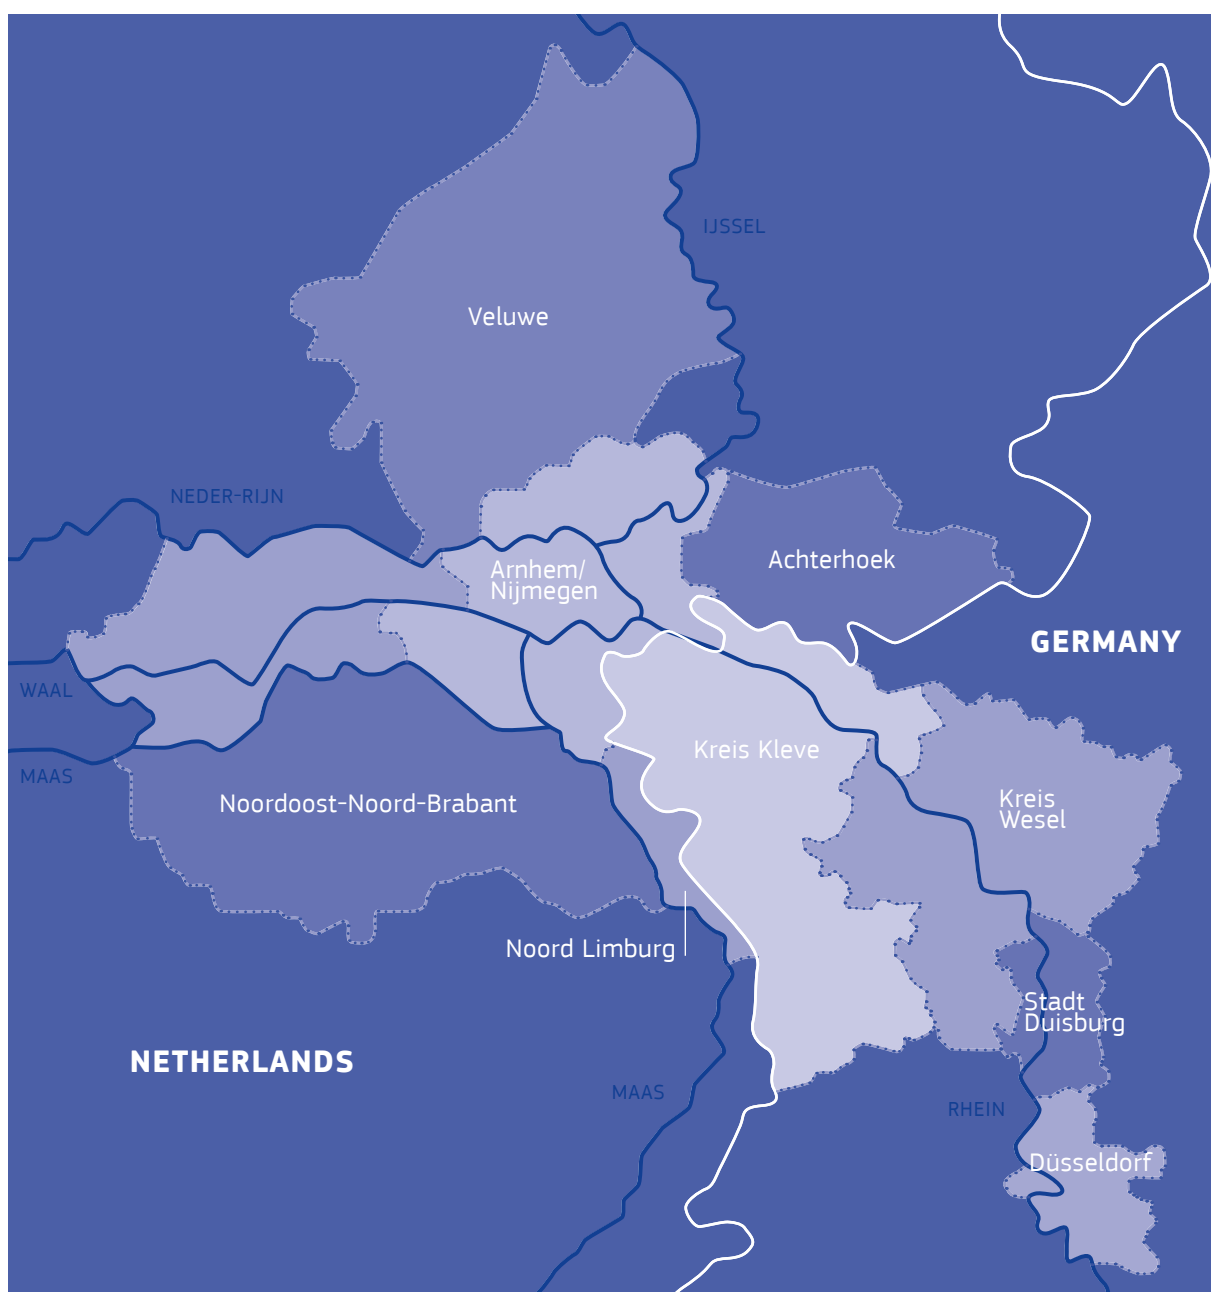 IJSSEL
Veluwe
NEDER-RIJN
Arnhem/
Nijmegen
Achterhoek
GERMANY
WAAL
MAAS
Kreis Kleve
Noordoost-Noord-Brabant
Kreis
Wesel
Noord Limburg
Stadt
Duisburg
NETHERLANDS
MAAS
RHEIN
Düsseldorf